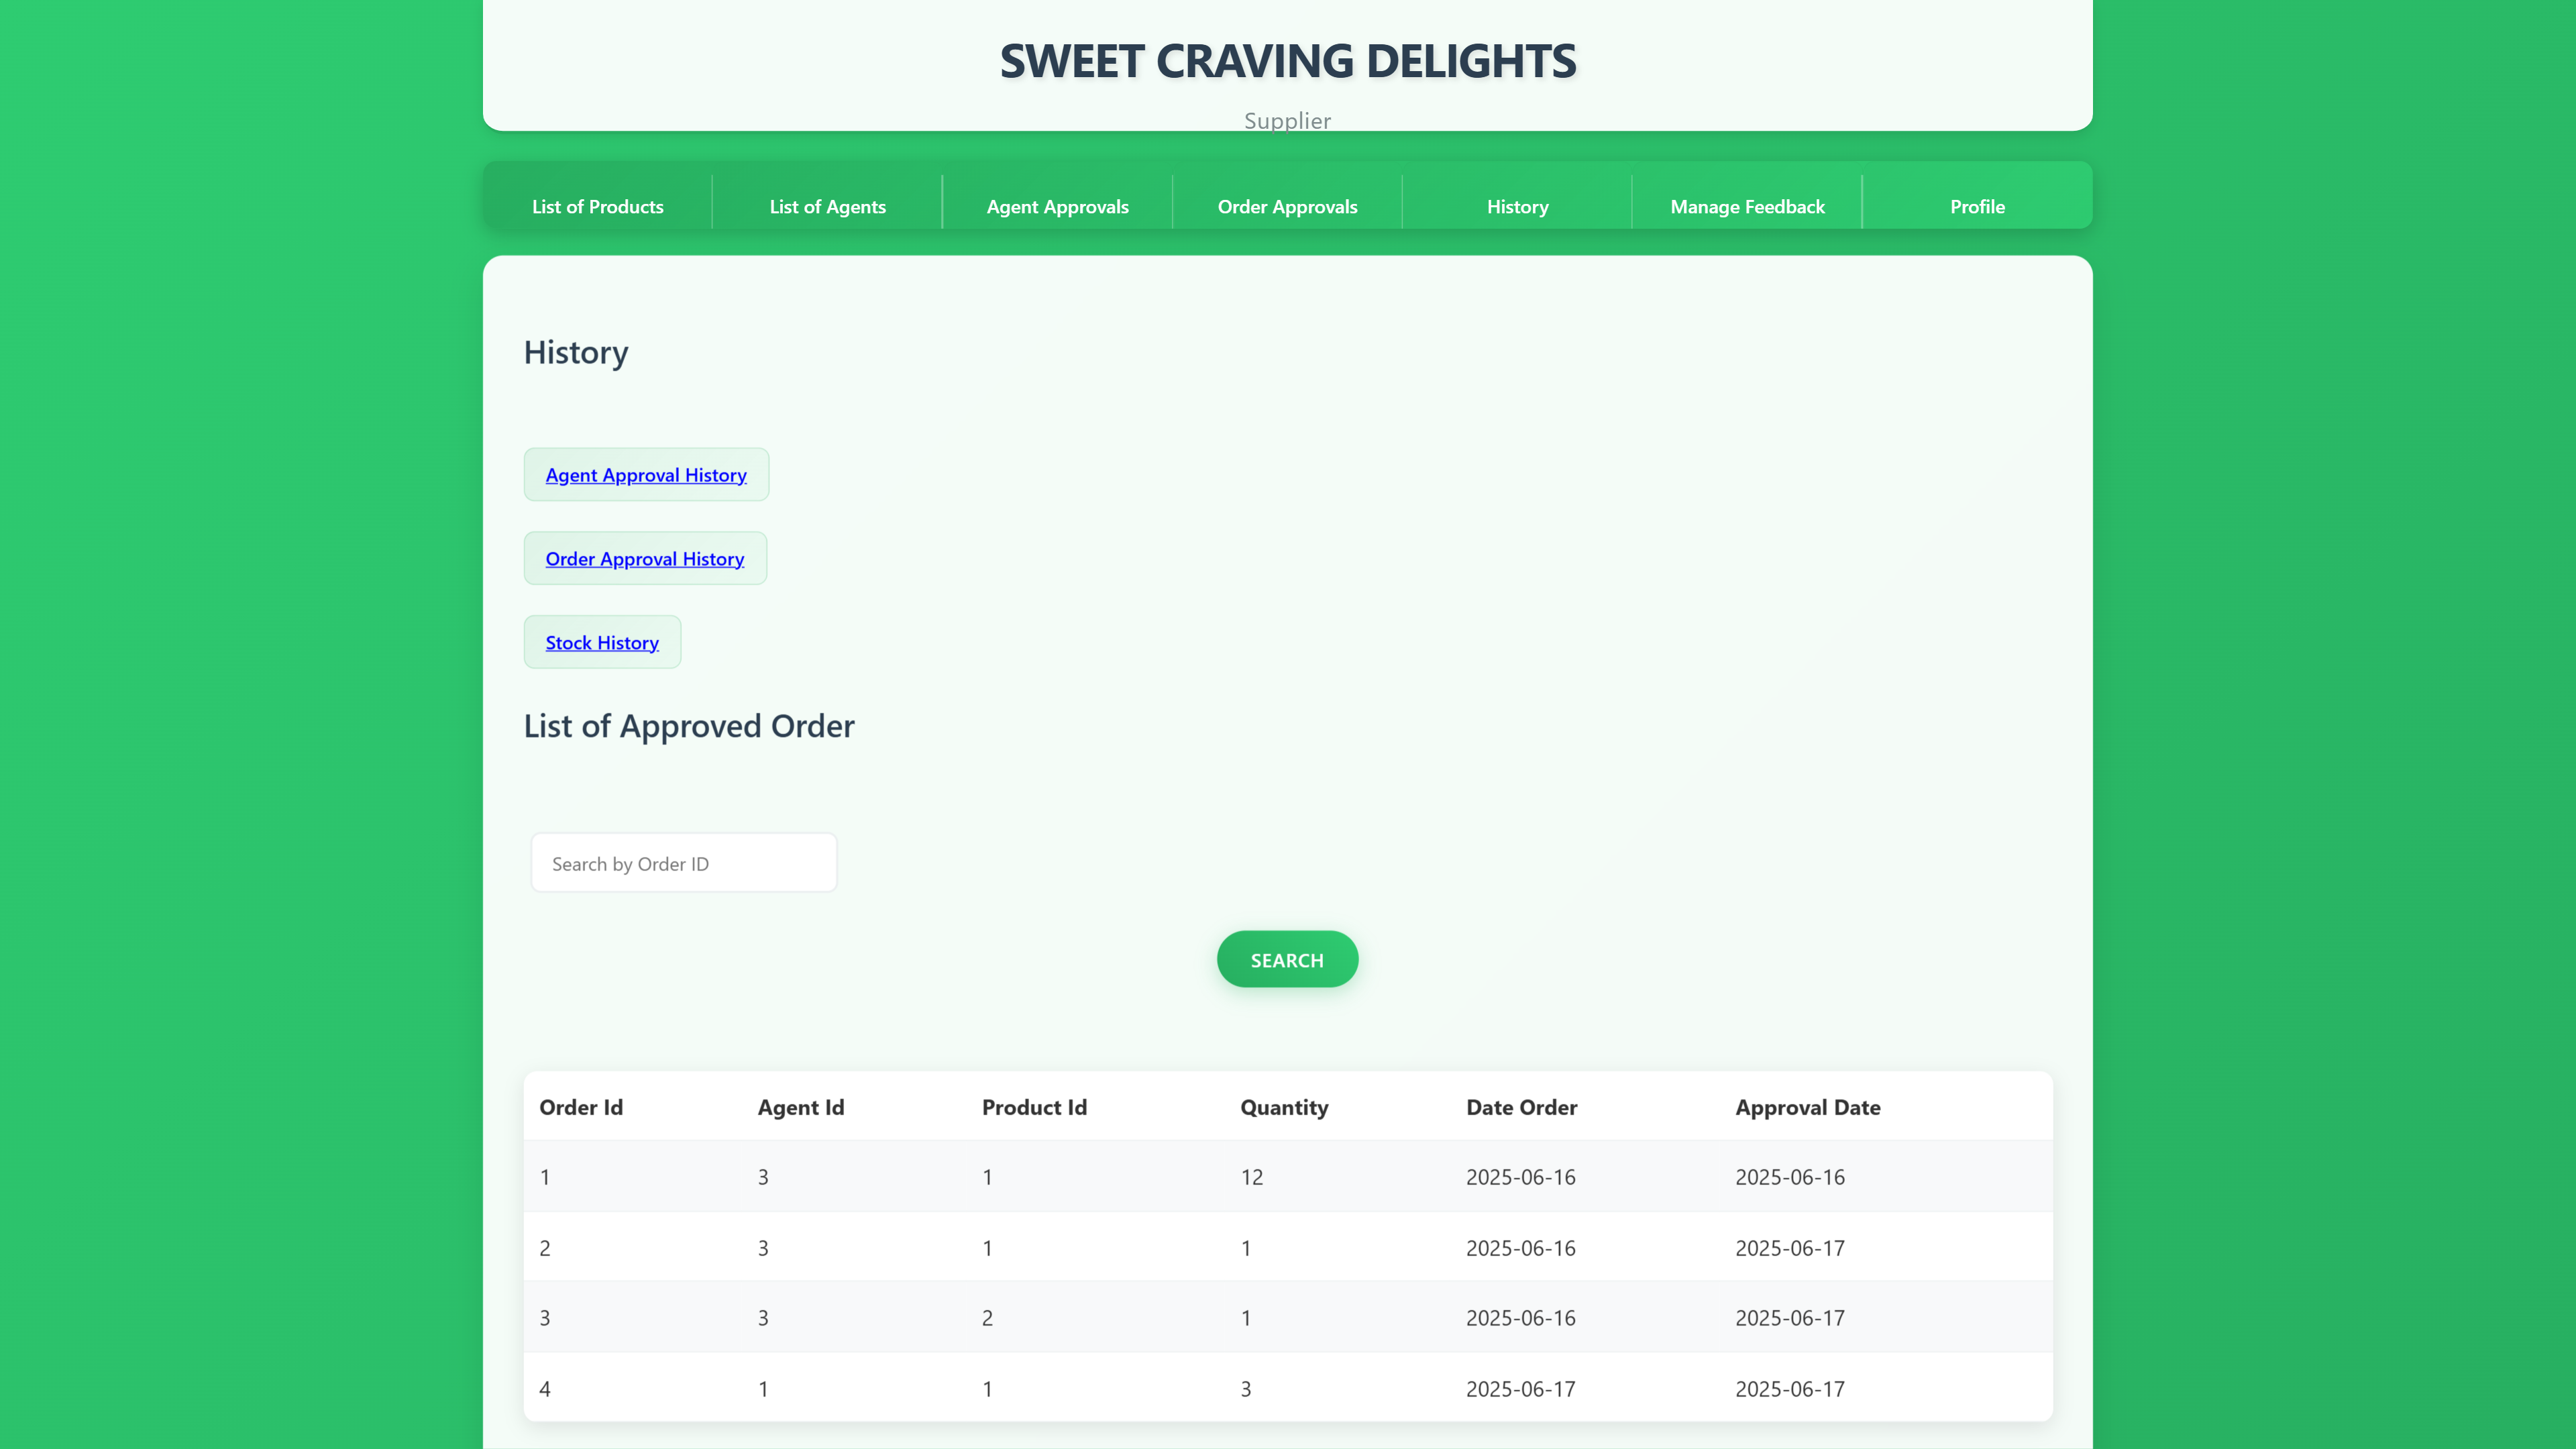 SWEET CRAVING DELIGHTS
Supplier
List of Products List of Agents Agent Approvals Order Approvals History Manage Feedback Profile
History
Agent Approval History
Order Approval History
Stock History
List of Approved Order
Search by Order ID
SEARCH
Order Id Agent Id Product Id Quantity Date Order Approval Date
1 3 1 12 2025-06-16 2025-06-16
2 3 1 1 2025-06-16 2025-06-17
3 3 2 1 2025-06-16 2025-06-17
4 1 1 3 2025-06-17 2025-06-17